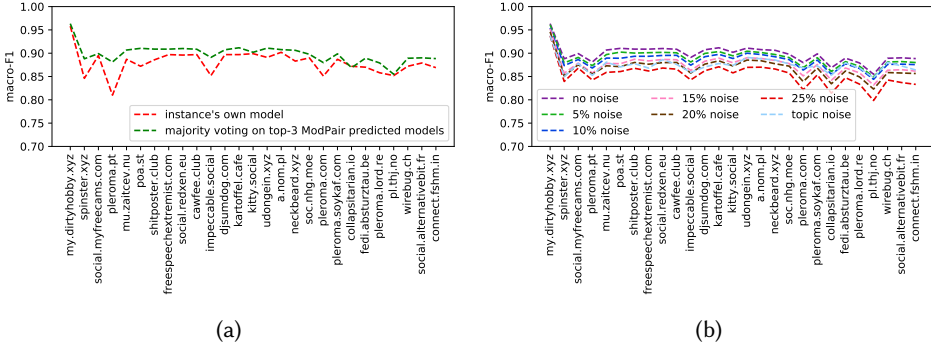 1.00
0.95
0.90
0.85
0.80
0.75
0.70
macro-F1
instance's own model
majority voting on top-3 ModPair predicted models
my.dirtyhobby.xyz
spinster.xyz
social.myfreecams.com
pleroma.pt
mu.zaitcev.nu
poa.st
shitposter.club
freespeechextremist.com
social.redxen.eu
cawfee.club
impeccable.social
djsumdog.com
kartoffel.cafe
kitty.social
udongein.xyz
a.nom.pl
neckbeard.xyz
soc.nhg.moe
pleroma.com
pleroma.soykaf.com
collapsitarian.io
fedi.absturztau.be
pleroma.lord.re
pl.thj.no
wirebug.ch
social.alternativebit.fr
connect.fshm.in
(a)
1.00
0.95
0.90
0.85
0.80
0.75
0.70
macro-F1
no noise
5% noise
10% noise
15% noise
20% noise
25% noise
topic noise
my.dirtyhobby.xyz
spinster.xyz
social.myfreecams.com
pleroma.pt
mu.zaitcev.nu
poa.st
shitposter.club
freespeechextremist.com
social.redxen.eu
cawfee.club
impeccable.social
djsumdog.com
kartoffel.cafe
kitty.social
udongein.xyz
a.nom.pl
neckbeard.xyz
soc.nhg.moe
pleroma.com
pleroma.soykaf.com
collapsitarian.io
fedi.absturztau.be
pleroma.lord.re
pl.thj.no
wirebug.ch
social.alternativebit.fr
connect.fshm.in
(b)